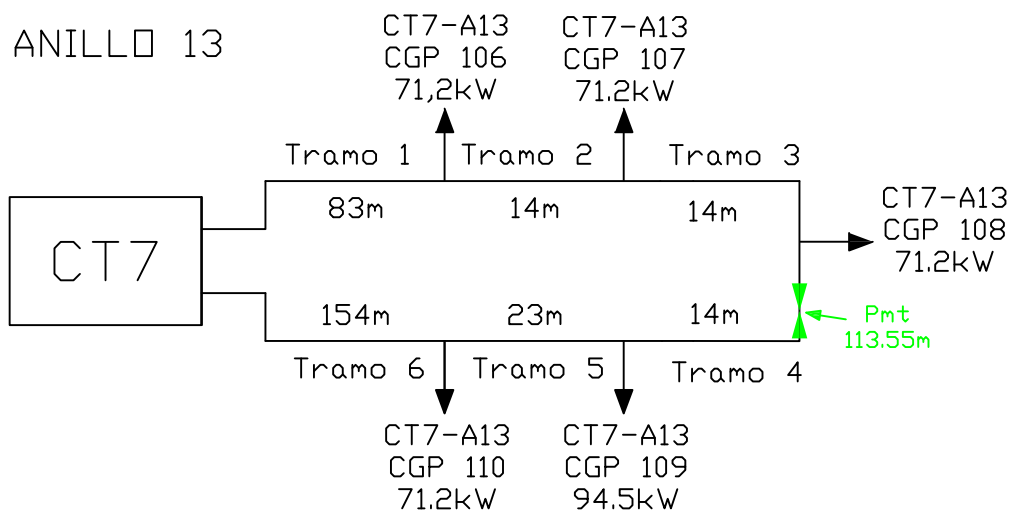 ANILLO 13
CT7-A13
CGP 106
71,2kW
CT7-A13
CGP 107
71.2kW
Tramo 1
Tramo 2
Tramo 3
83m
14m
14m
CT7-A13
CGP 108
71.2kW
CT7
154m
23m
14m
Pmt
113.55m
Tramo 6
Tramo 5
Tramo 4
CT7-A13
CGP 110
71.2kW
CT7-A13
CGP 109
94.5kW